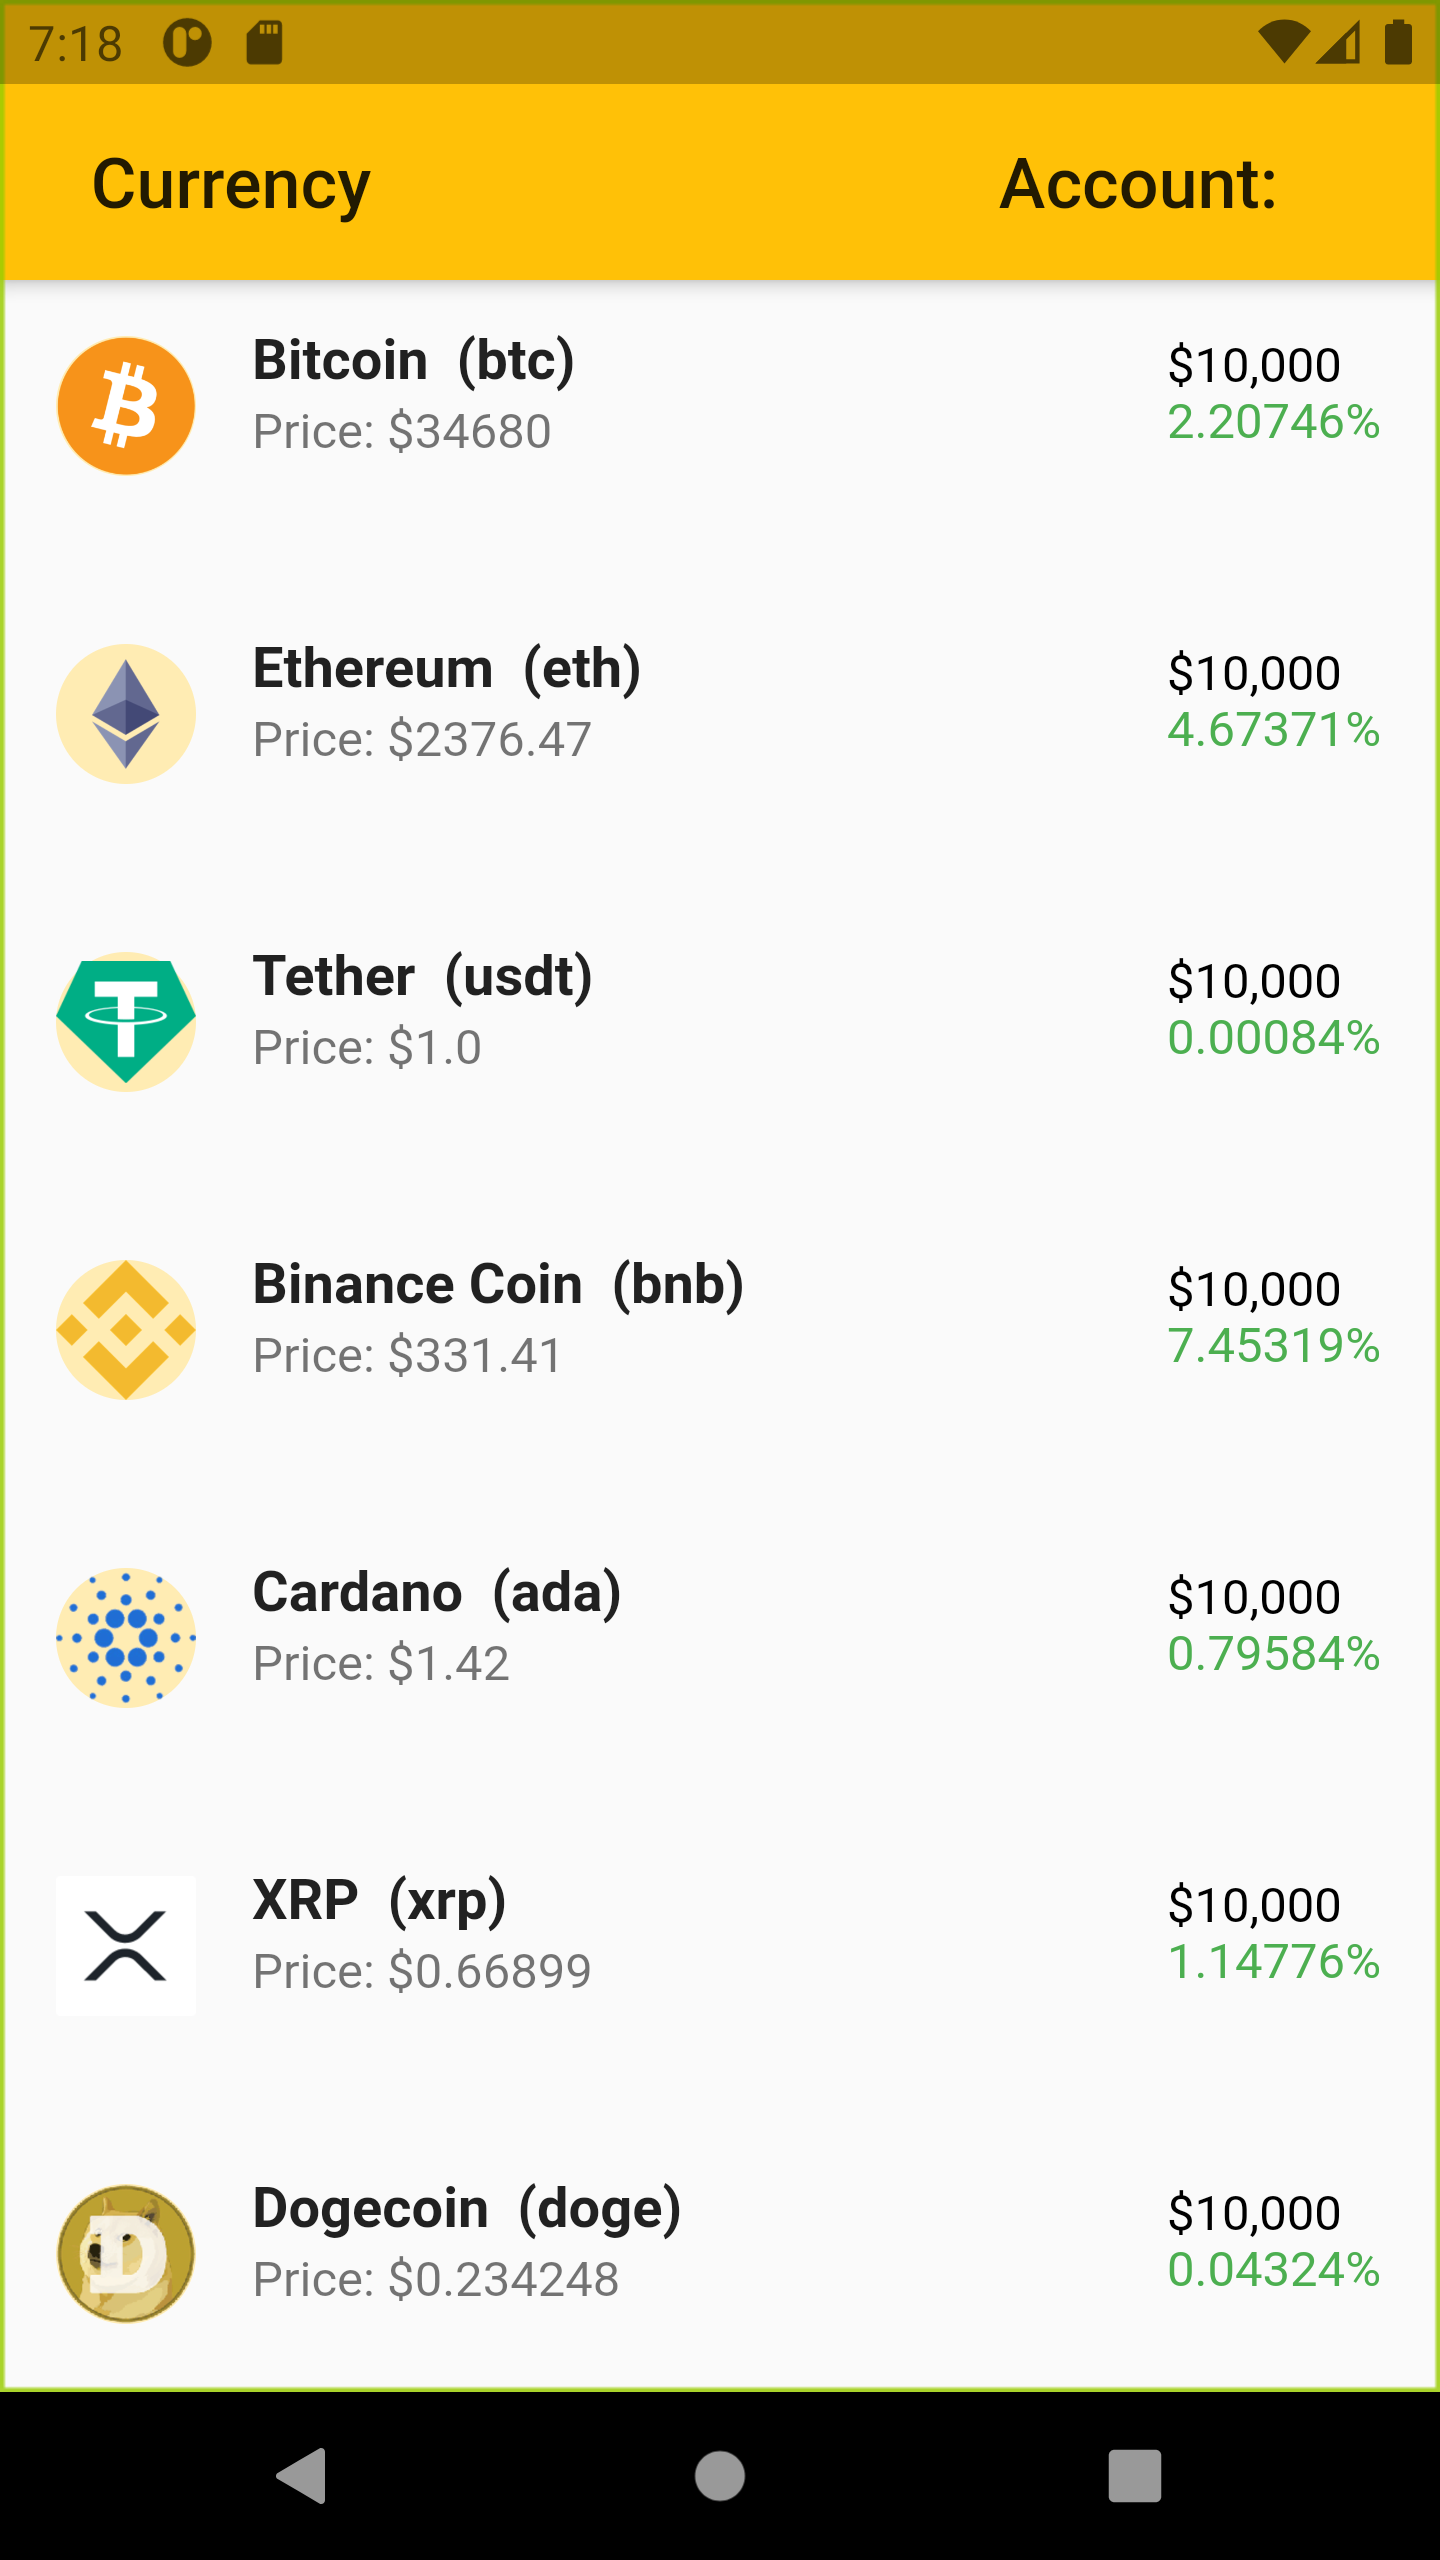 7:18
Currency Account:
Bitcoin (btc) $10,000
Price: $34680 2.20746%
Ethereum (eth) $10,000
Price: $2376.47 4.67371%
Tether (usdt) $10,000
Price: $1.0 0.00084%
Binance Coin (bnb) $10,000
Price: $331.41 7.45319%
Cardano (ada) $10,000
Price: $1.42 0.79584%
XRP (xrp) $10,000
Price: $0.66899 1.14776%
Dogecoin (doge) $10,000
Price: $0.234248 0.04324%